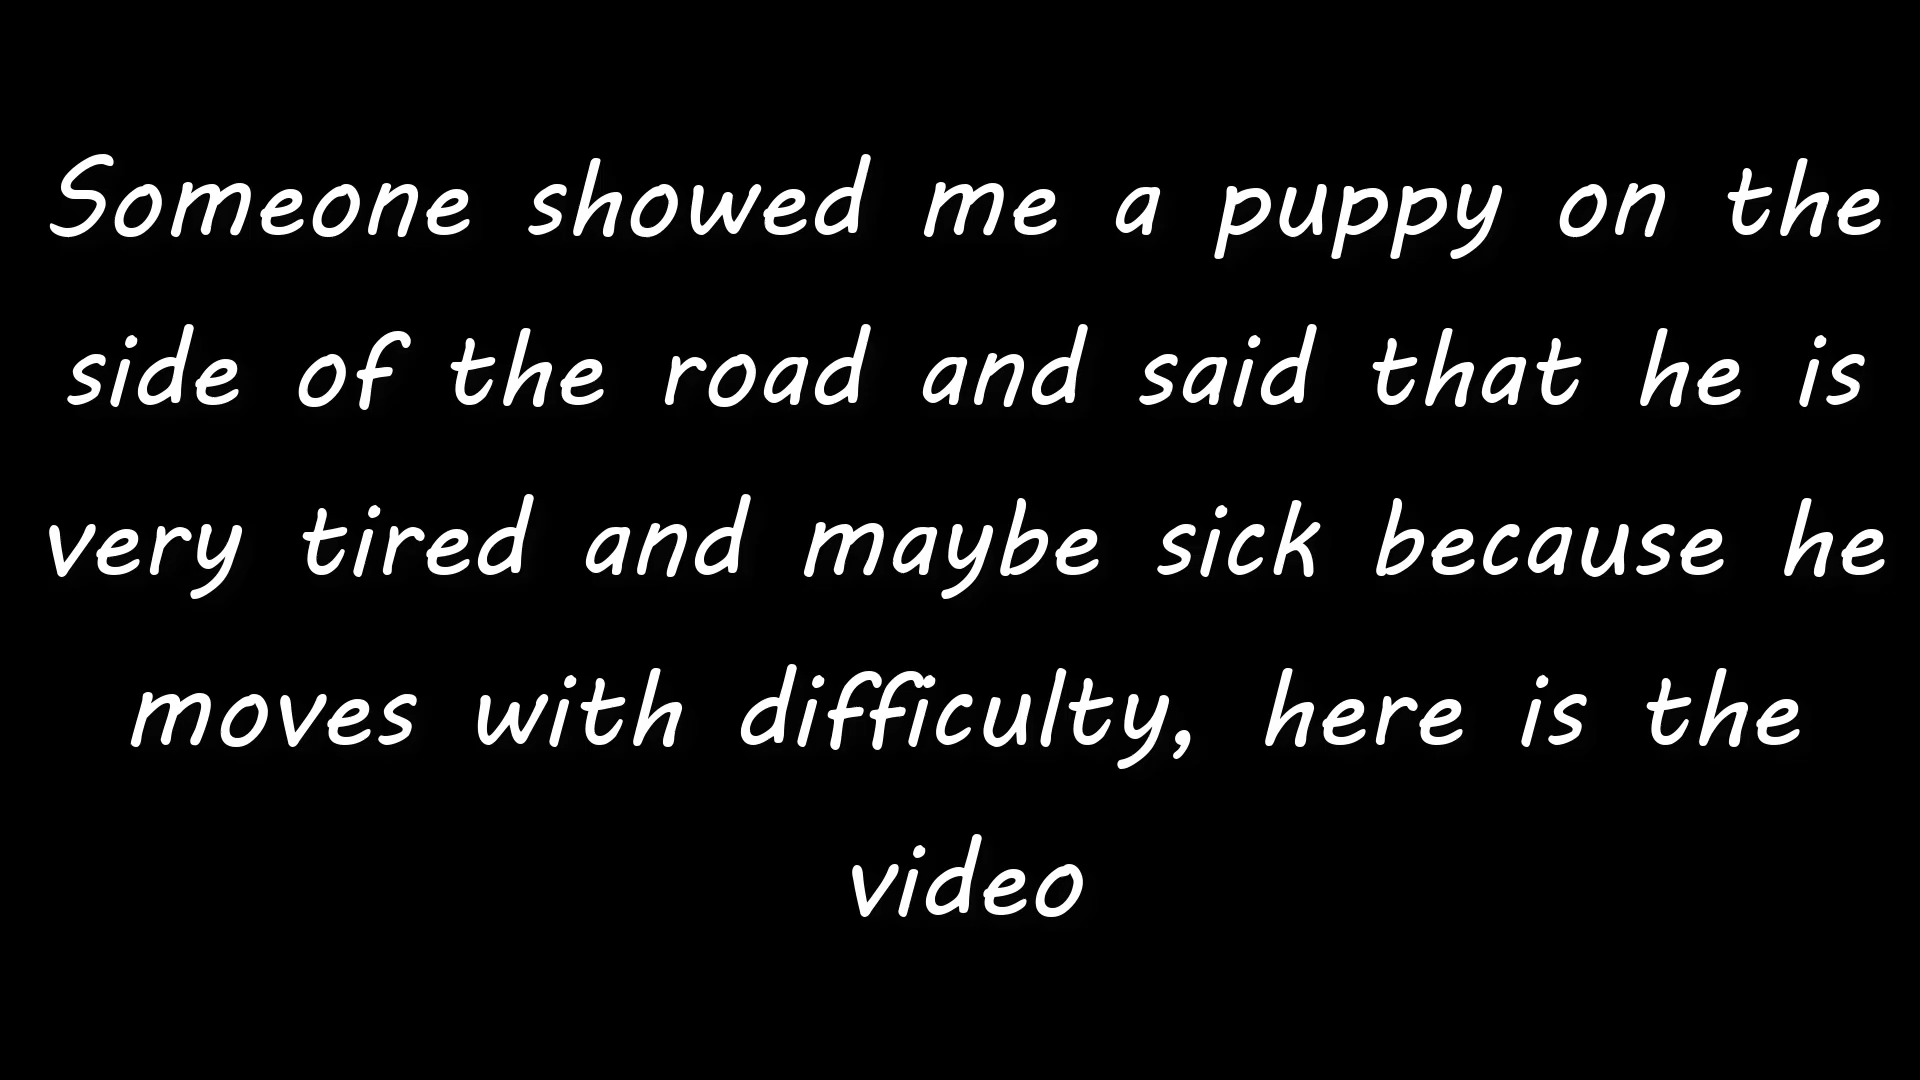 Someone showed me a puppy on the
side of the road and said that he is
very tired and maybe sick because he
moves with difficulty, here is the
video